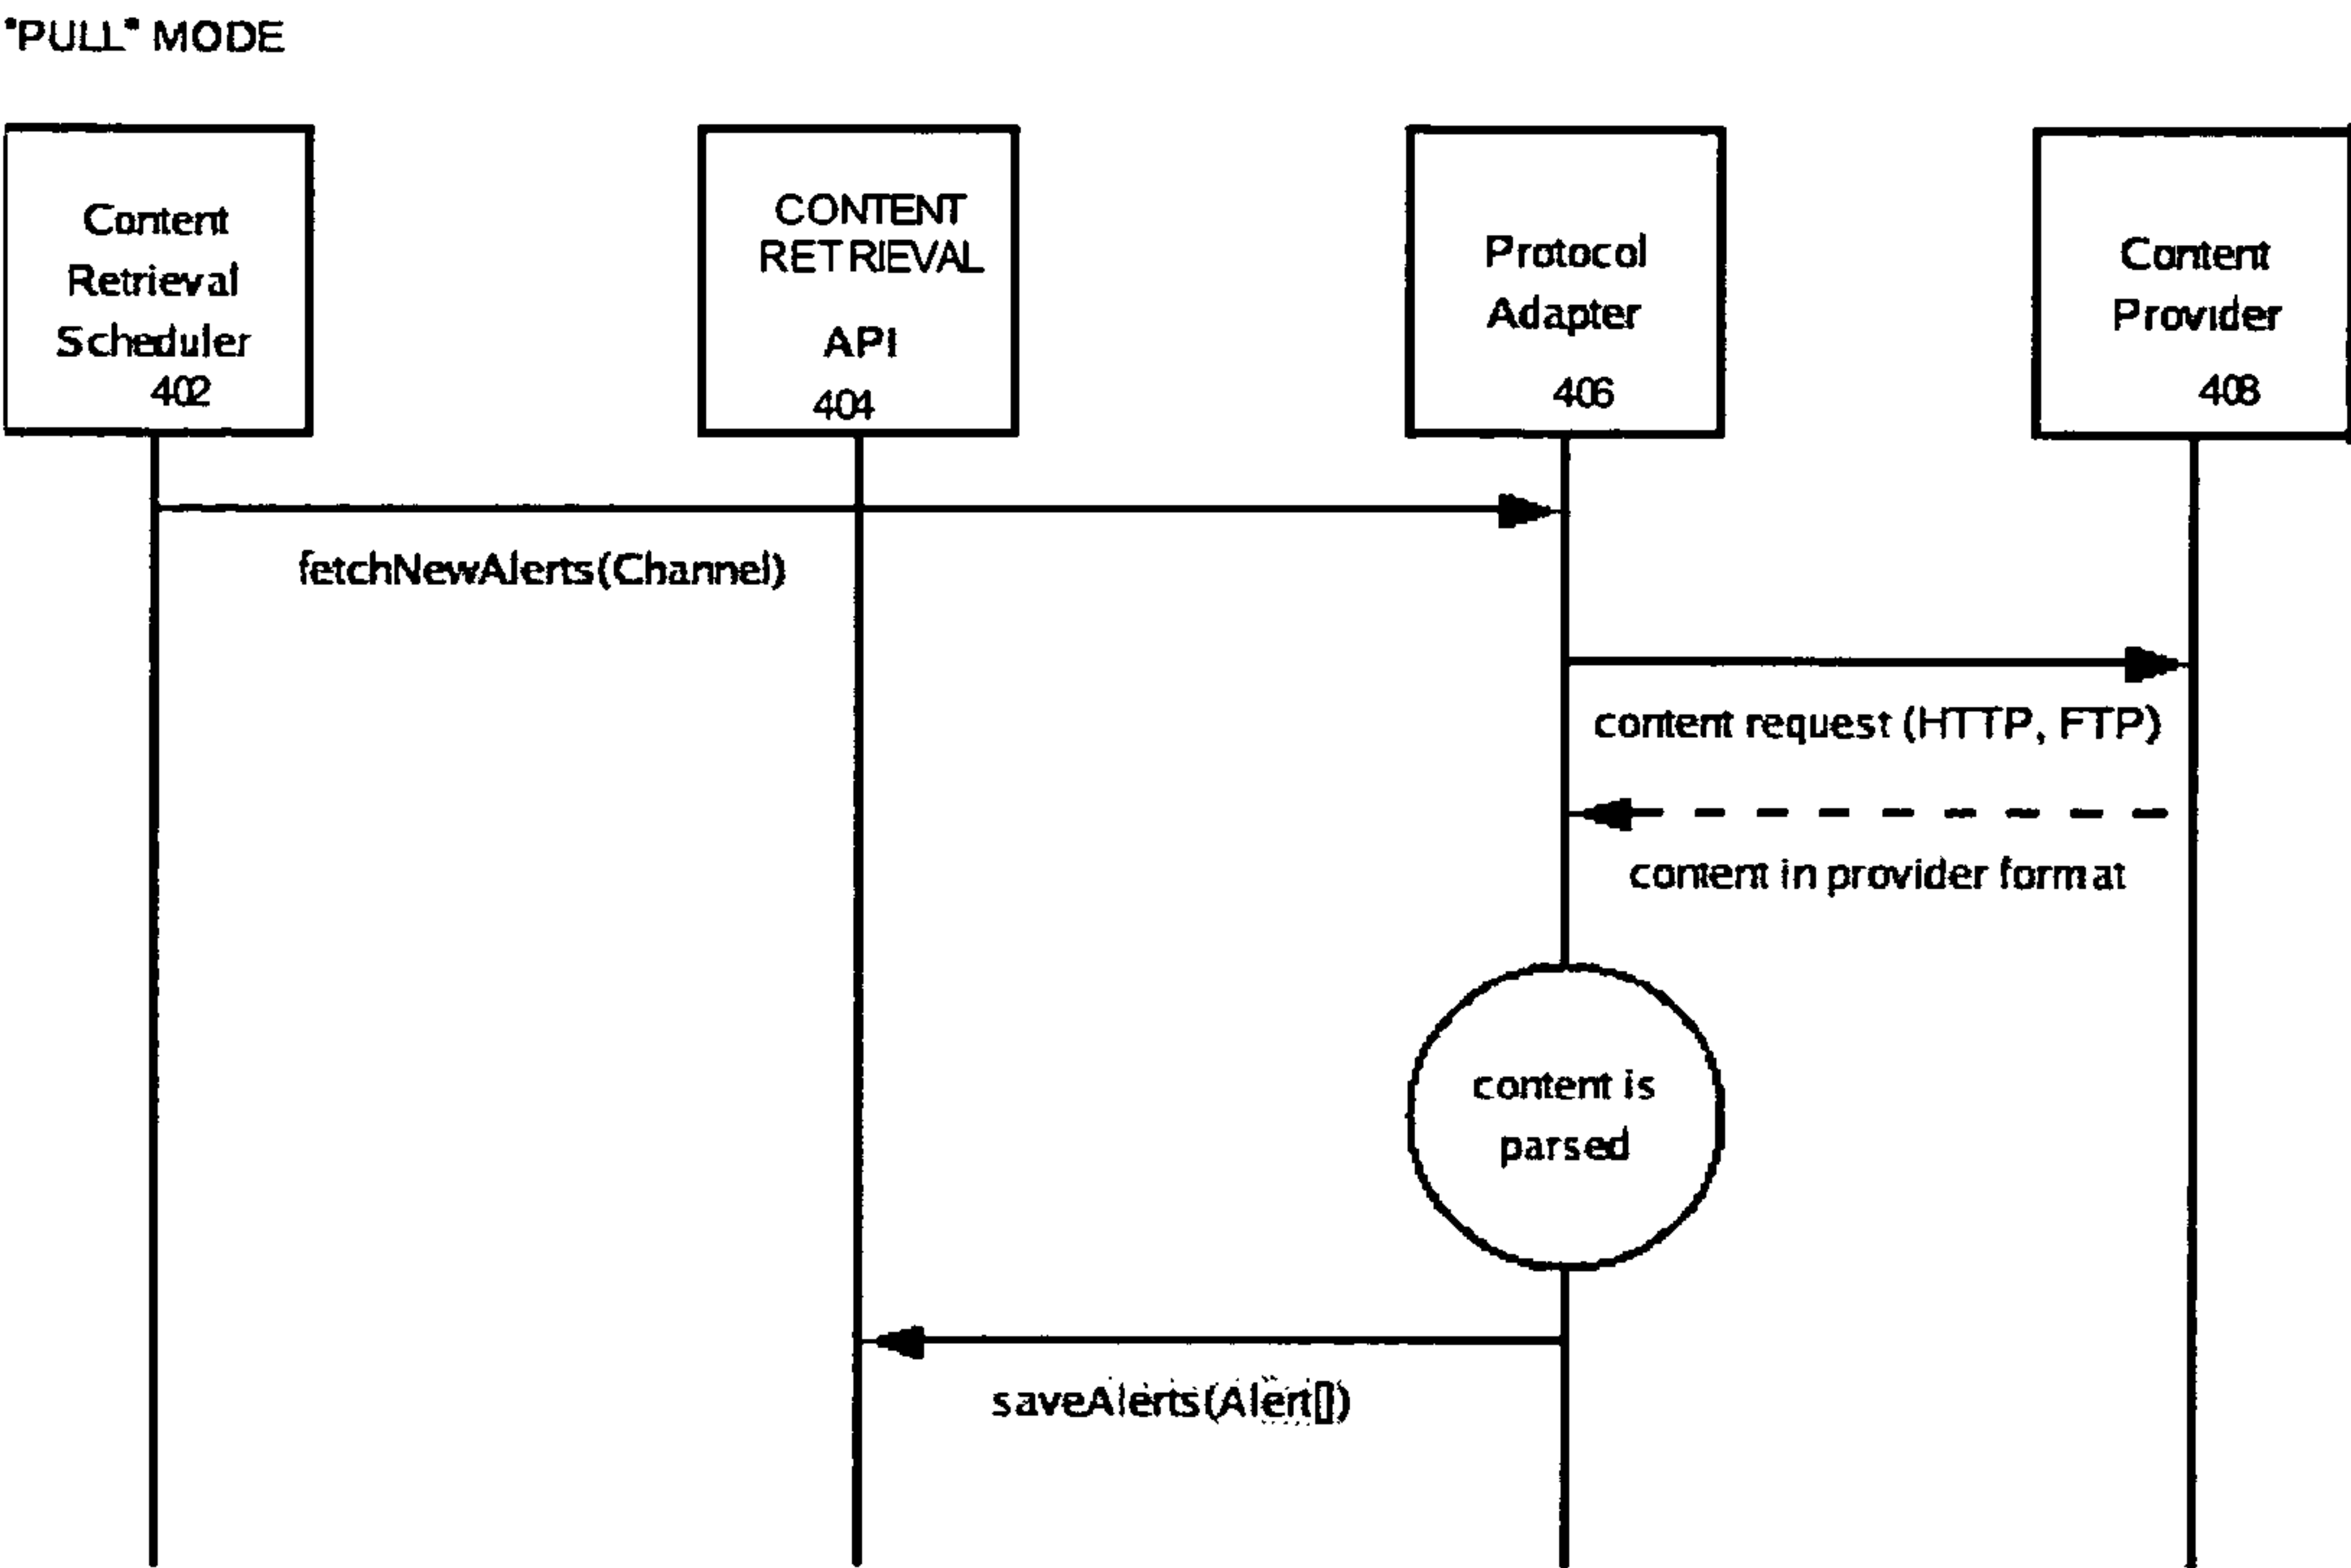 "PULL" MODE
Content
Retrieval
Scheduler
402
CONTENT
RETRIEVAL
API
404
Protocol
Adapter
406
Content
Provider
408
fetchNewAlerts(Channel)
content request (HTTP, FTP)
content in provider format
content is
parsed
saveAlerts(Alert[])